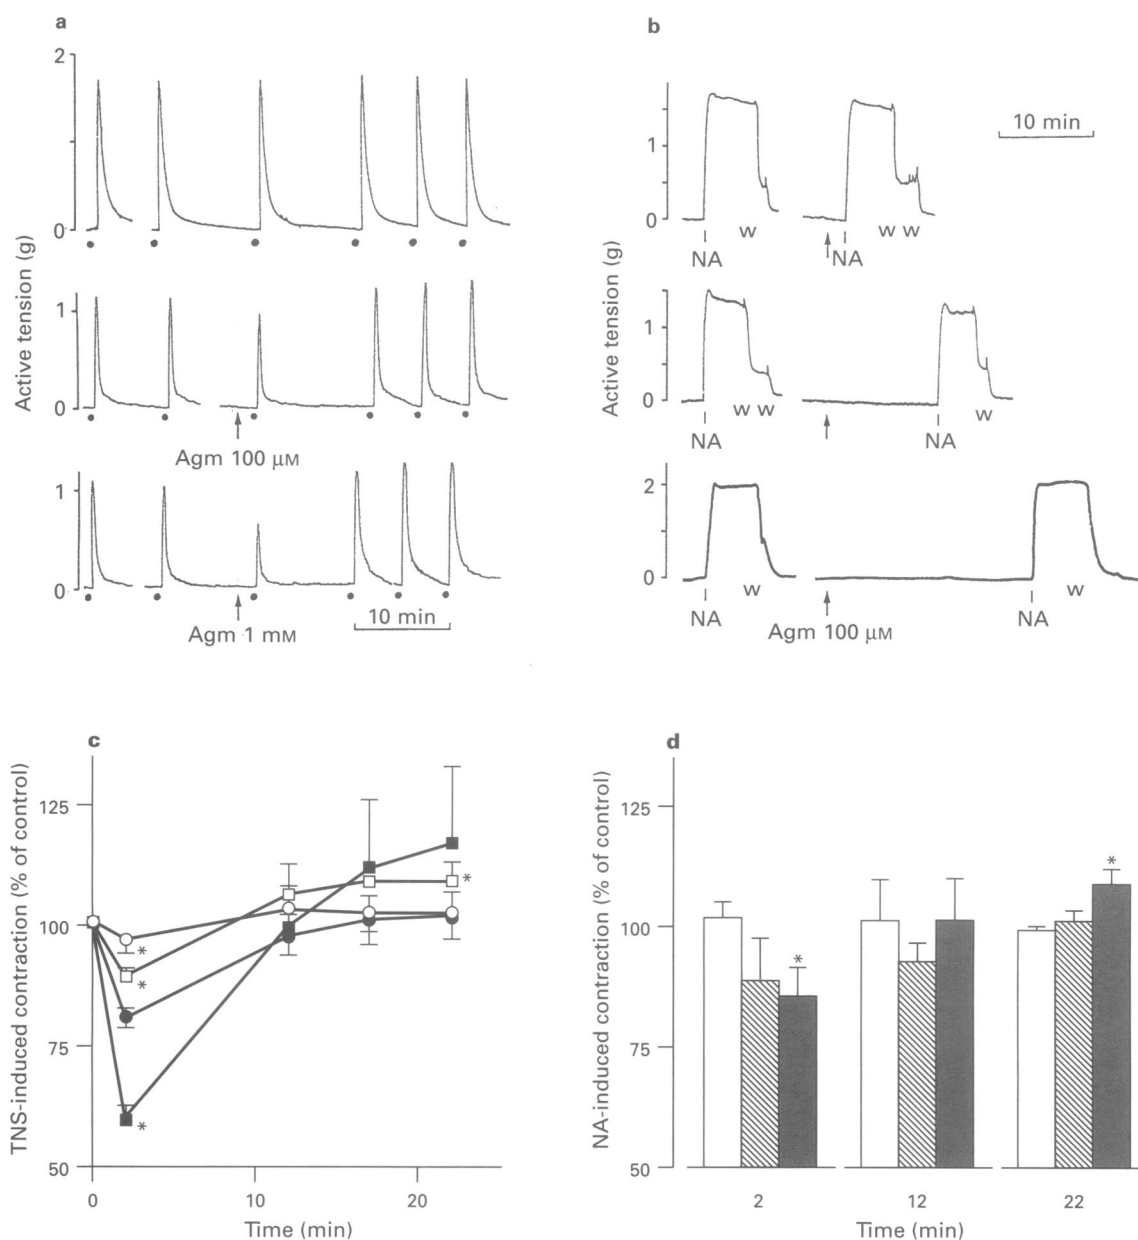 a
2
1
0
Active tension (g)
1
0
Agm 100 μM
1
0
Agm 1 mM
10 min
b
1
0
NA
w
NA
w w
10 min
Active tension (g)
1
0
NA
w w
NA
w
2
1
0
NA
w
Agm 100 μM
NA
w
c
TNS-induced contraction (% of control)
125
100
75
50
*
*
*
*
0
10
20
Time (min)
d
NA-induced contraction (% of control)
125
100
75
50
*
*
2
12
22
Time (min)